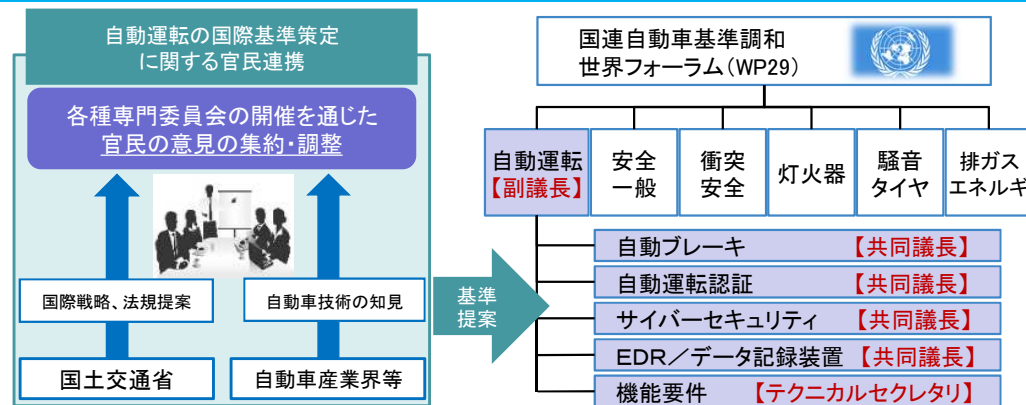 自動運転の国際基準策定
に関する官民連携
各種専門委員会の開催を通じた
官民の意見の集約・調整
国際戦略、法規提案
自動車技術の知見
国土交通省
自動車産業界等
基準
提案
国連自動車基準調和
世界フォーラム(WP29)
自動運転
【副議長】
安全
一般
衝突
安全
灯火器
騒音
タイヤ
排ガス
エネルギ
自動ブレーキ 【共同議長】
自動運転認証 【共同議長】
サイバーセキュリティ 【共同議長】
EDR/データ記録装置 【共同議長】
機能要件 【テクニカルセクレタリ】